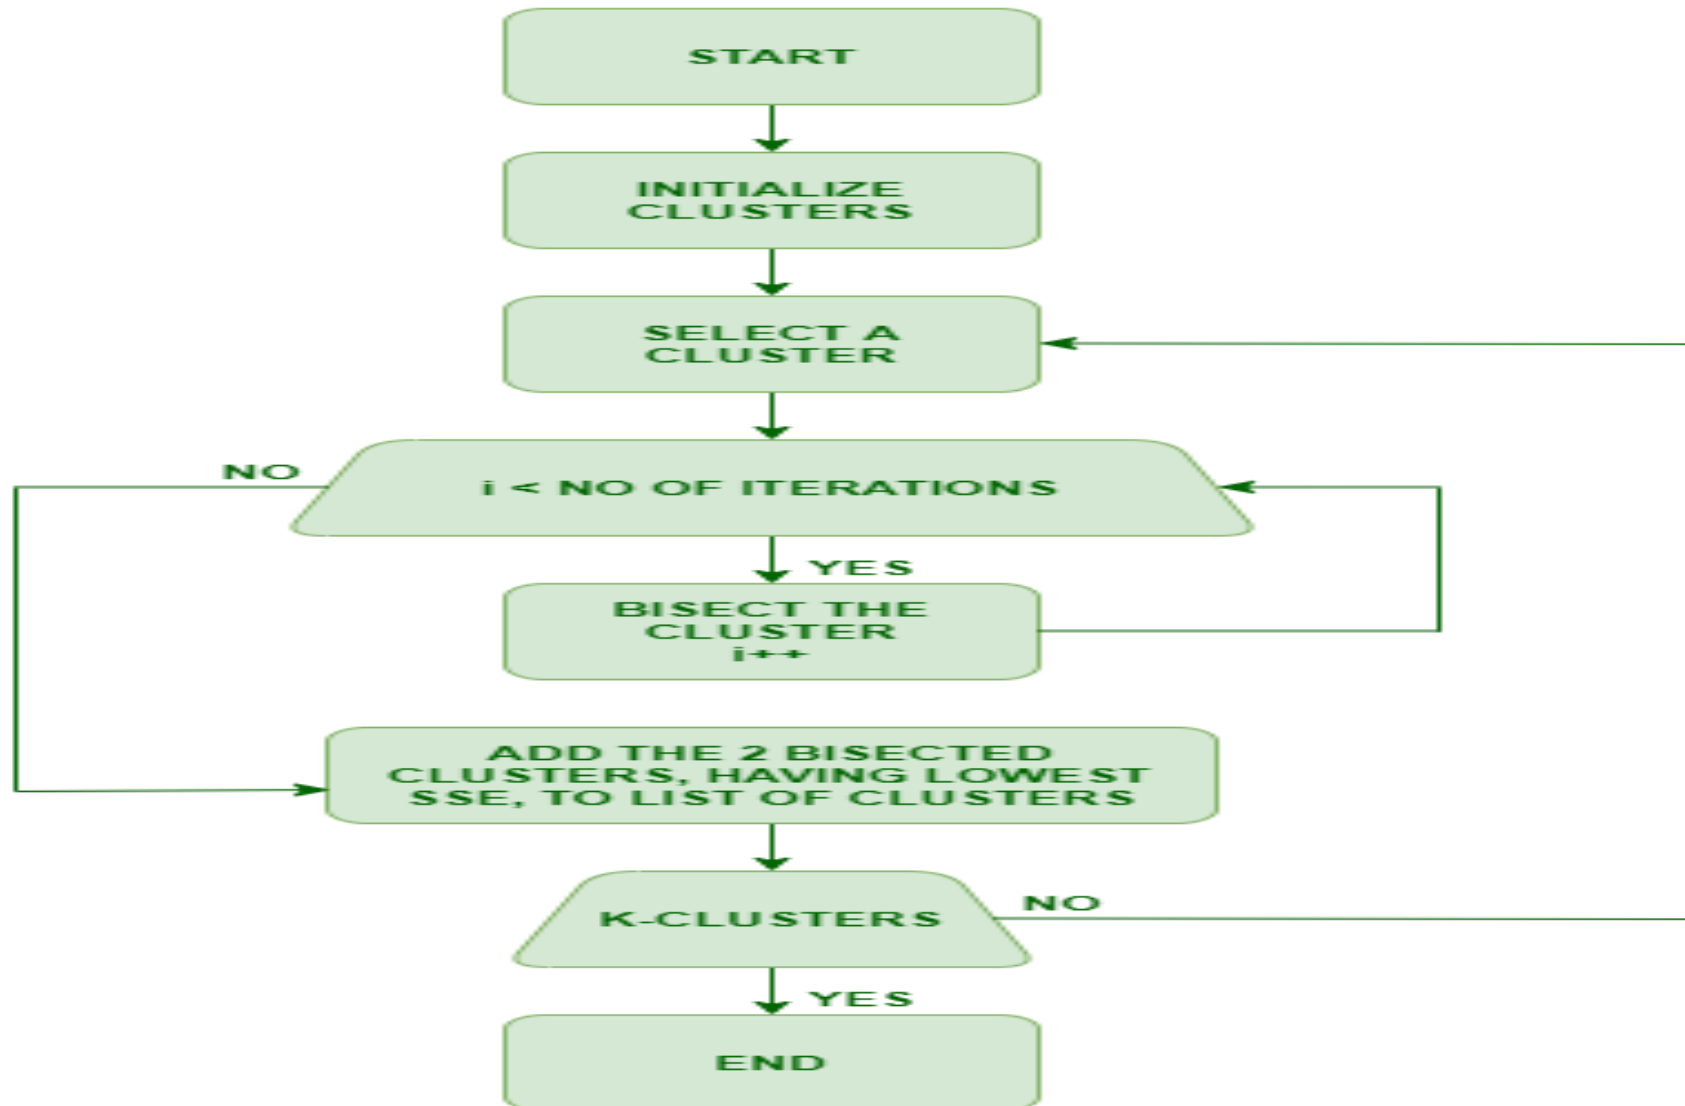 START
INITIALIZE
CLUSTERS
SELECT A
CLUSTER
NO
i < NO OF ITERATIONS
YES
BISECT THE
CLUSTER
i++
ADD THE 2 BISECTED
CLUSTERS, HAVING LOWEST
SSE, TO LIST OF CLUSTERS
K-CLUSTERS
NO
YES
END